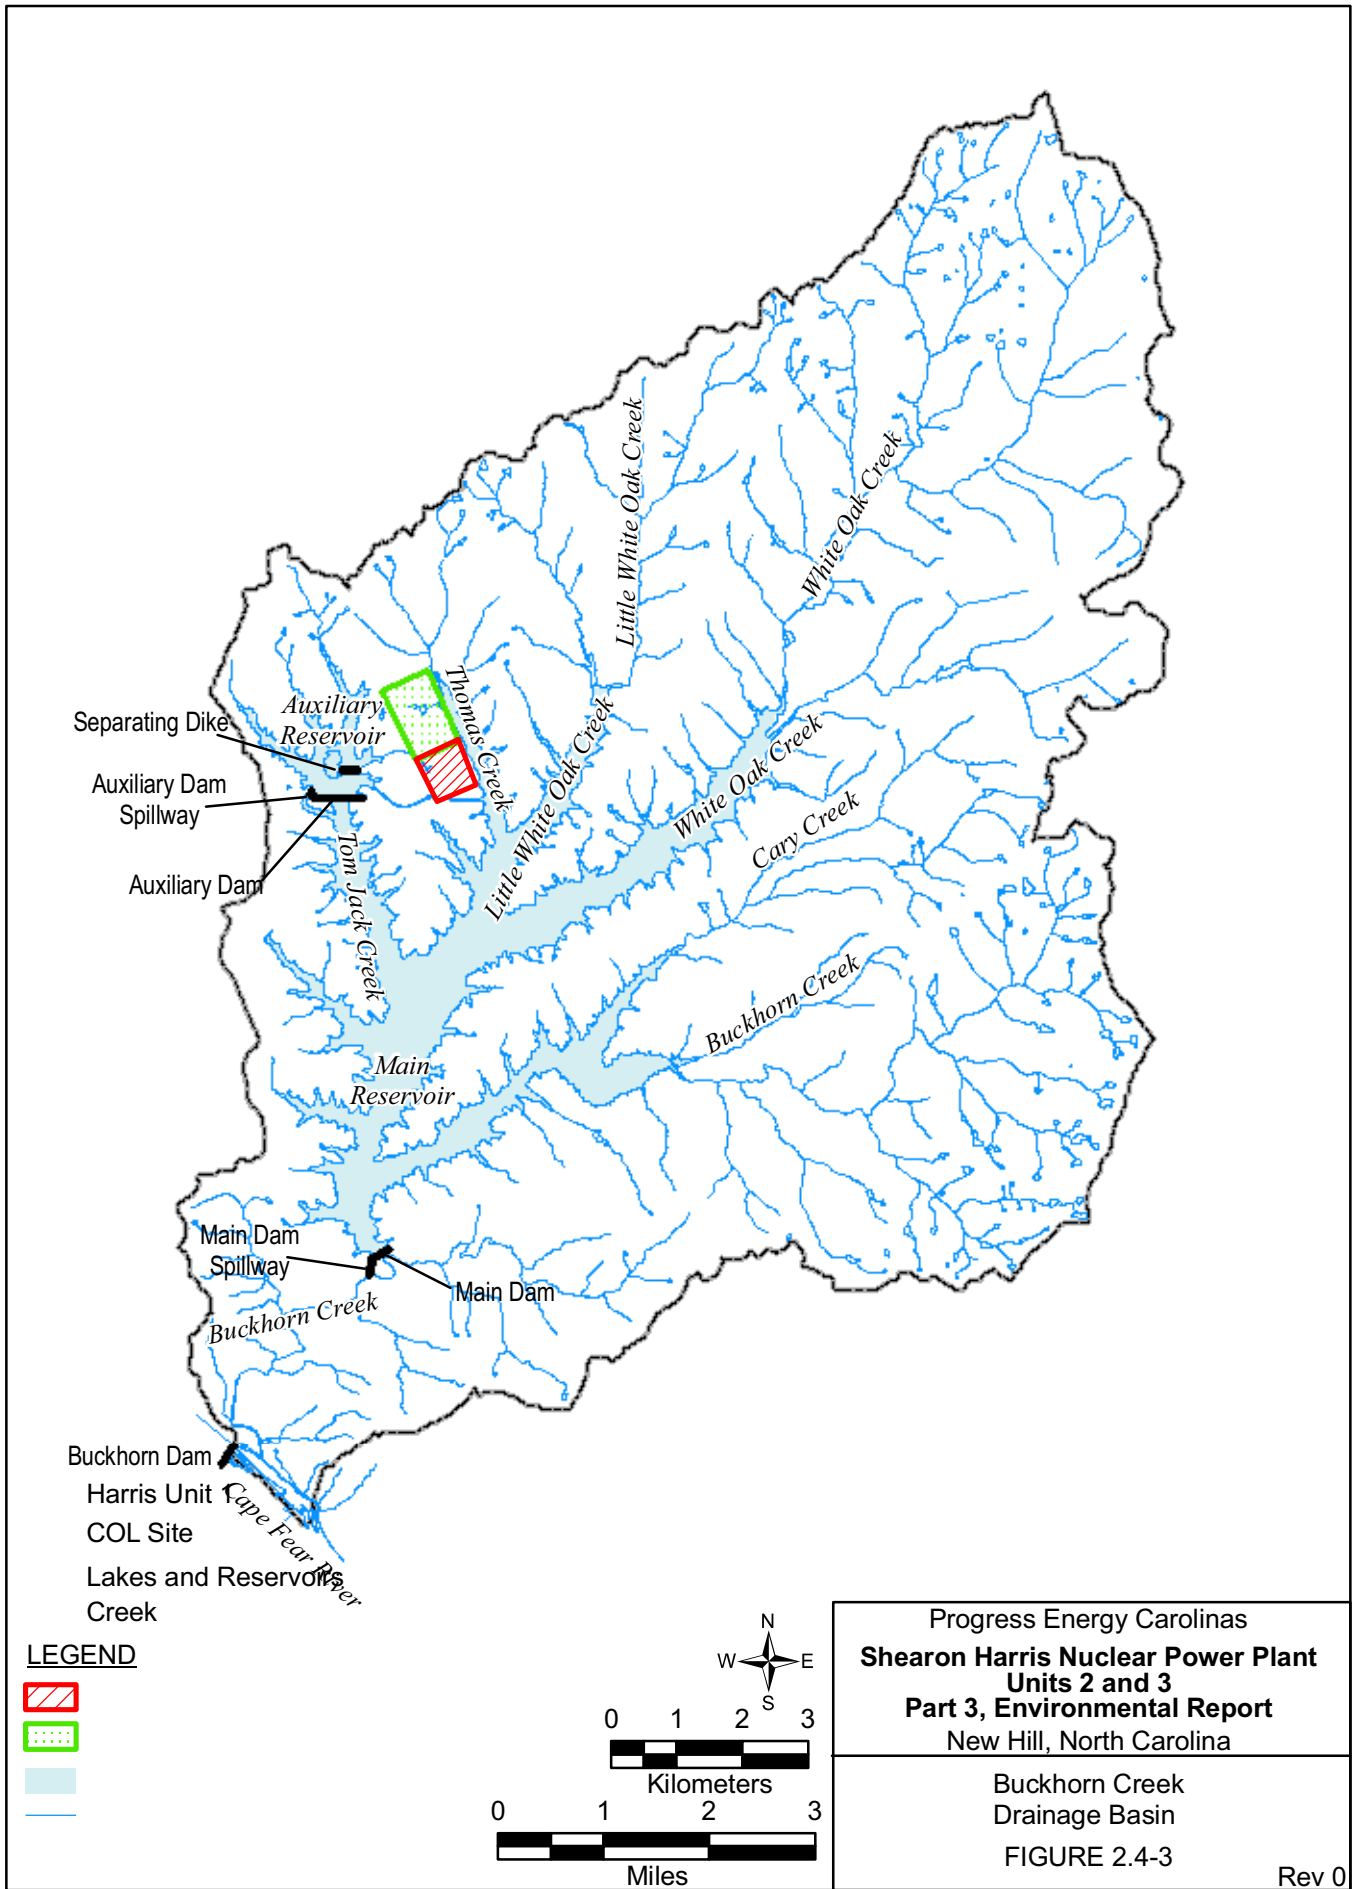 Little White Oak Creek
White Oak Creek
Thomas Creek
Auxiliary
Reservoir
Separating Dike
Little White Oak Creek
White Oak Creek
Auxiliary Dam
Spillway
Cary Creek
Tom Jack Creek
Auxiliary Dam
Buckhorn Creek
Main
Reservoir
Main Dam
Spillway
Main Dam
Buckhorn Creek
Buckhorn Dam
Harris Unit 1
Cape Fear River
COL Site
Lakes and Reservoirs
Creek
LEGEND
N
W E
S
0 1 2 3
Kilometers
0 1 2 3
Miles
Progress Energy Carolinas
Shearon Harris Nuclear Power Plant
Units 2 and 3
Part 3, Environmental Report
New Hill, North Carolina
Buckhorn Creek
Drainage Basin
FIGURE 2.4-3
Rev 0